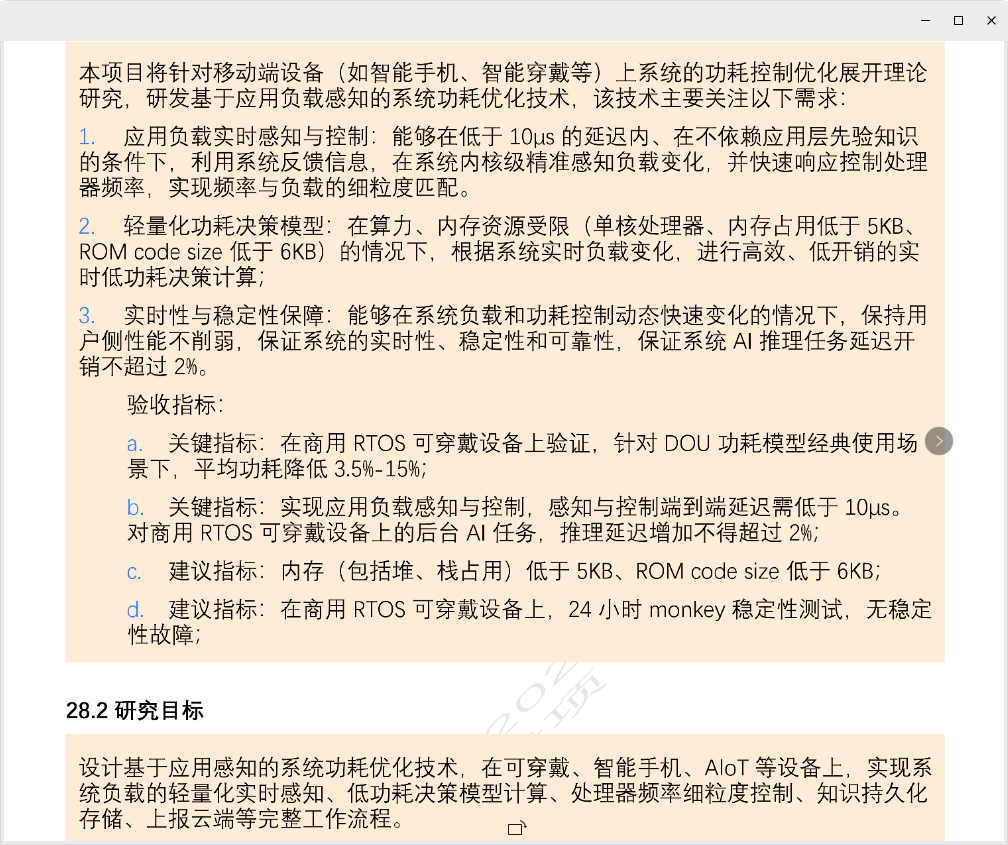 本项目将针对移动端设备（如智能手机、智能穿戴等）上系统的功耗控制优化展开理论
研究，研发基于应用负载感知的系统功耗优化技术，该技术主要关注以下需求：
1. 应用负载实时感知与控制：能够在低于 10μs 的延迟内、在不依赖应用层先验知识
的条件下，利用系统反馈信息，在系统内核级精准感知负载变化，并快速响应控制处理
器频率，实现频率与负载的细粒度匹配。
2. 轻量化功耗决策模型：在算力、内存资源受限（单核处理器、内存占用低于 5KB、
ROM code size 低于 6KB）的情况下，根据系统实时负载变化，进行高效、低开销的实
时低功耗决策计算；
3. 实时性与稳定性保障：能够在系统负载和功耗控制动态快速变化的情况下，保持用
户侧性能不削弱，保证系统的实时性、稳定性和可靠性，保证系统 AI 推理任务延迟开
销不超过 2%。
验收指标：
a. 关键指标：在商用 RTOS 可穿戴设备上验证，针对 DOU 功耗模型经典使用场
景下，平均功耗降低 3.5%-15%；
b. 关键指标：实现应用负载感知与控制，感知与控制端到端延迟需低于 10μs。
对商用 RTOS 可穿戴设备上的后台 AI 任务，推理延迟增加不得超过 2%；
c. 建议指标：内存（包括堆、栈占用）低于 5KB、ROM code size 低于 6KB；
d. 建议指标：在商用 RTOS 可穿戴设备上，24 小时 monkey 稳定性测试，无稳定
性故障；
28.2 研究目标
设计基于应用感知的系统功耗优化技术，在可穿戴、智能手机、AIoT 等设备上，实现系
统负载的轻量化实时感知、低功耗决策模型计算、处理器频率细粒度控制、知识持久化
存储、上报云端等完整工作流程。